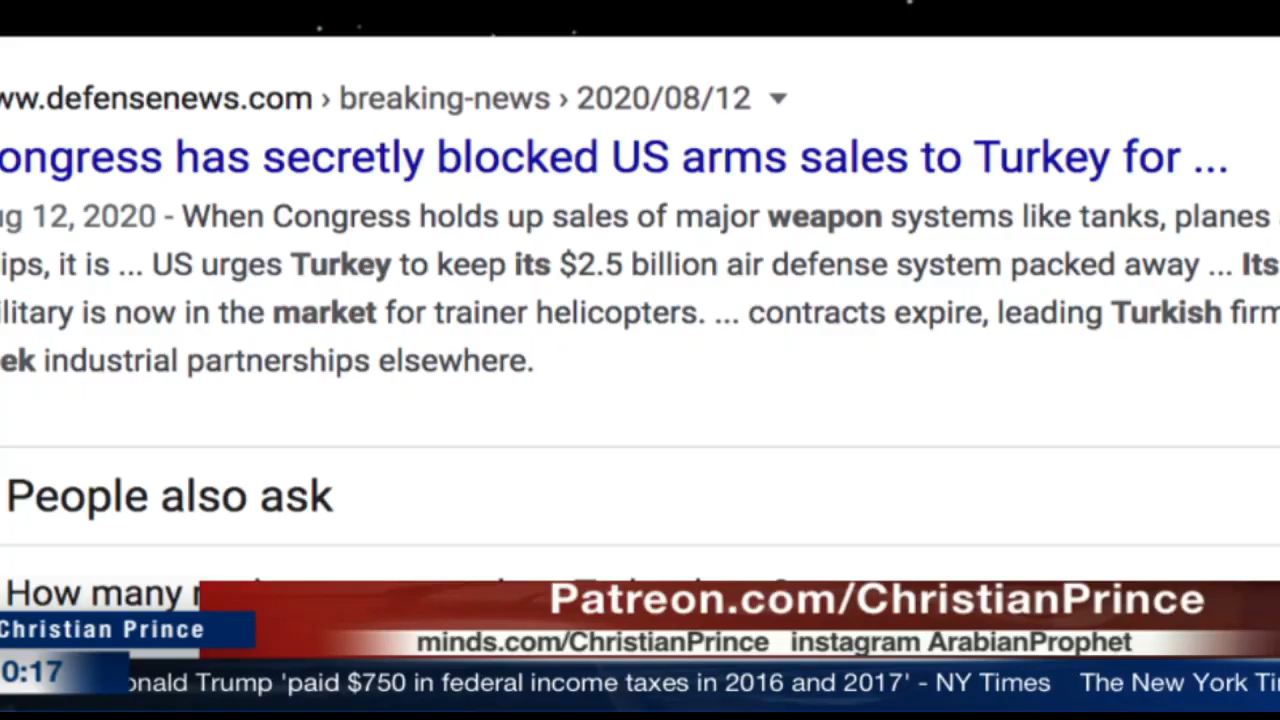 ww.defensenews.com › breaking-news › 2020/08/12
ongress has secretly blocked US arms sales to Turkey for ...
ug 12, 2020 - When Congress holds up sales of major weapon systems like tanks, planes
ips, it is ... US urges Turkey to keep its $2.5 billion air defense system packed away ... Its
ilitary is now in the market for trainer helicopters. ... contracts expire, leading Turkish firm
ek industrial partnerships elsewhere.
People also ask
How many
Patreon.com/ChristianPrince
Christian Prince
minds.com/ChristianPrince instagram ArabianProphet
0:17
onald Trump 'paid $750 in federal income taxes in 2016 and 2017' - NY Times The New York Ti